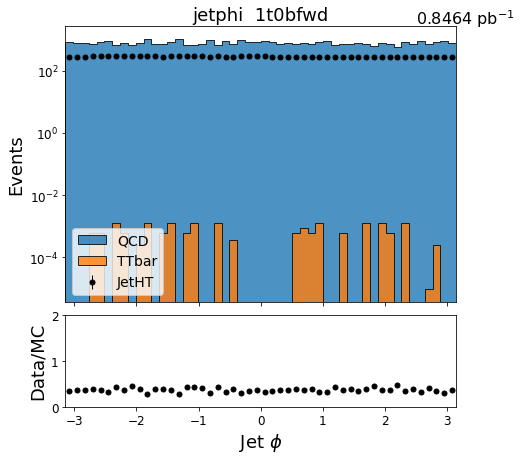 jetphi 1t0bfwd
0.8464 pb⁻¹
Events
10²
10⁰
10⁻²
10⁻⁴
QCD
TTbar
JetHT
Data/MC
2
1
0
−3 −2 −1 0 1 2 3
Jet ϕ